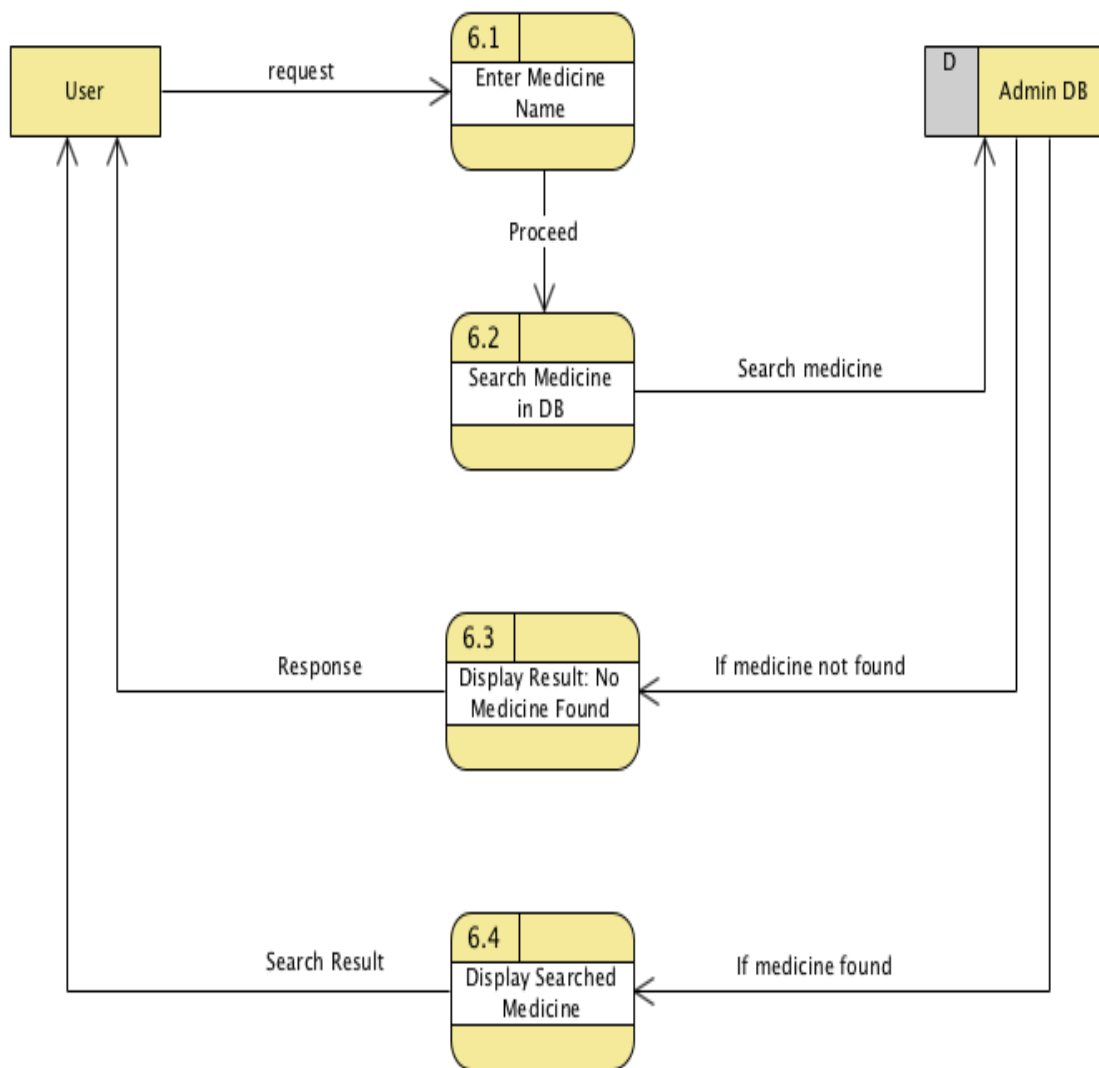 6.1
D
User
request
Enter Medicine
Name
Admin DB
Proceed
6.2
Search Medicine
in DB
Search medicine
6.3
Response
Display Result: No
Medicine Found
If medicine not found
6.4
Search Result
Display Searched
Medicine
If medicine found